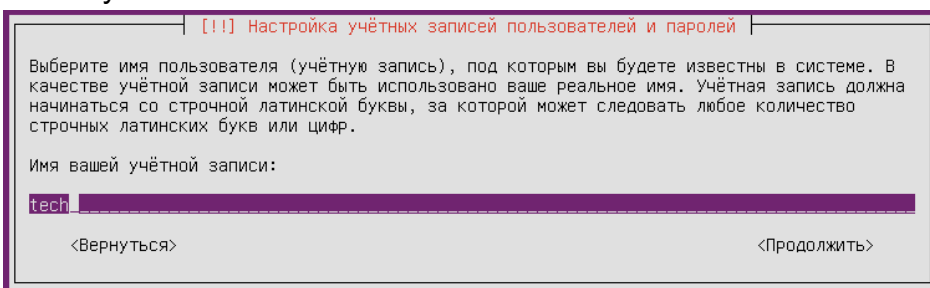 [!!] Настройка учётных записей пользователей и паролей
Выберите имя пользователя (учётную запись), под которым вы будете известны в системе. В
качестве учётной записи может быть использовано ваше реальное имя. Учётная запись должна
начинаться со строчной латинской буквы, за которой может следовать любое количество
строчных латинских букв или цифр.
Имя вашей учётной записи:
tech
<Вернуться> <Продолжить>